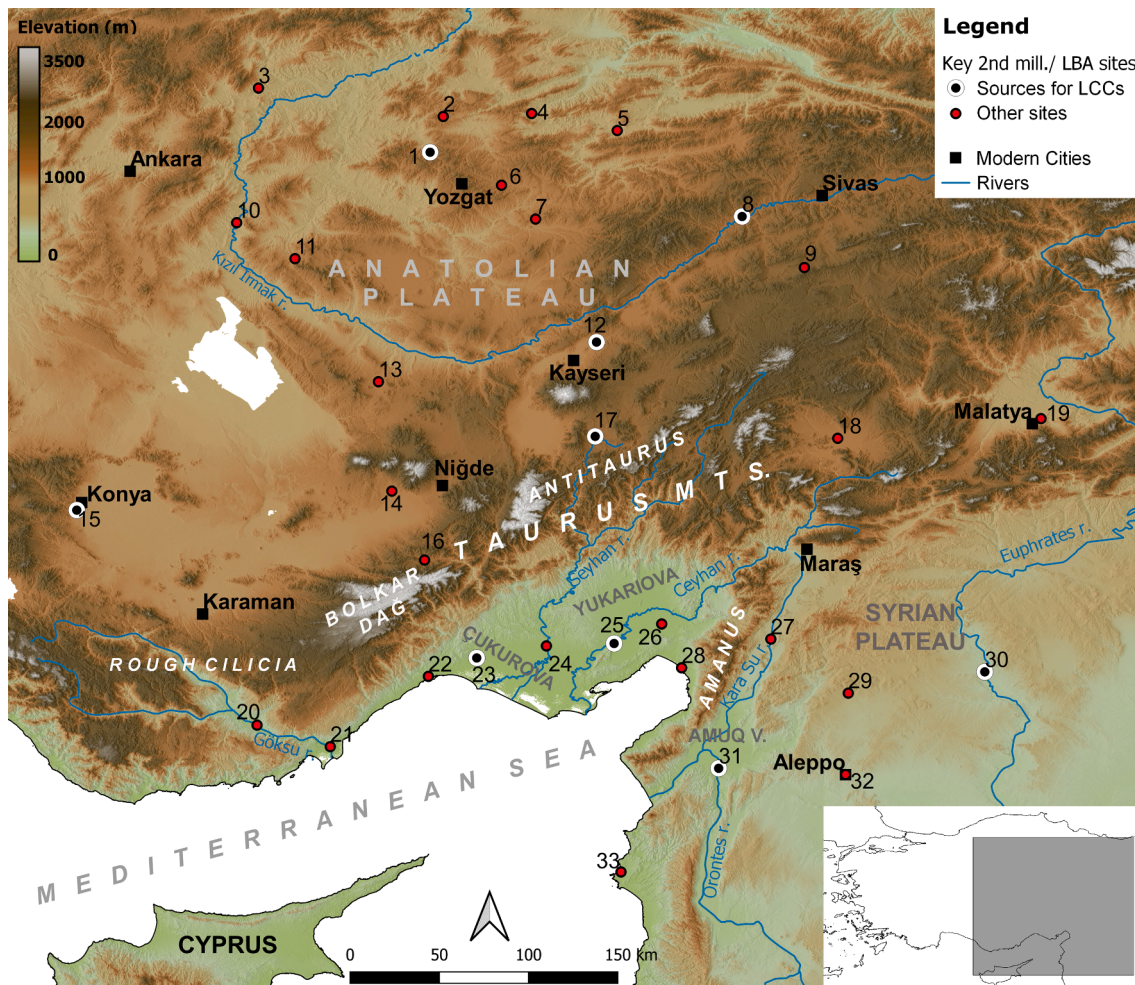 Elevation (m)
3500
2000
1000
0
Legend
Key 2nd mill./ LBA sites
Sources for LCCs
Other sites
Modern Cities
Rivers
3
2
4
5
1
Ankara
Yozgat
6
7
8
Sivas
10
11
9
Kızıl Irmak r.
ANATOLIAN
PLATEAU
12
Kayseri
13
17
18
Malatya
19
ANTITAURUS
Niğde
14
Konya
15
TAURUS MTS.
16
Seyhan r.
Ceyhan r.
Maraş
Euphrates r.
BOLKAR
DAG
Karaman
YUKARIOVA
SYRIAN
PLATEAU
ROUGH CILICIA
ÇUKUROVA
22
23
24
25
26
28
AMANUS
27
Kara Su r.
30
29
20
Göksu r.
21
AMUQ V.
31
Aleppo
32
MEDITERRANEAN SEA
33
Orontes r.
CYPRUS
0 50 100 150 km